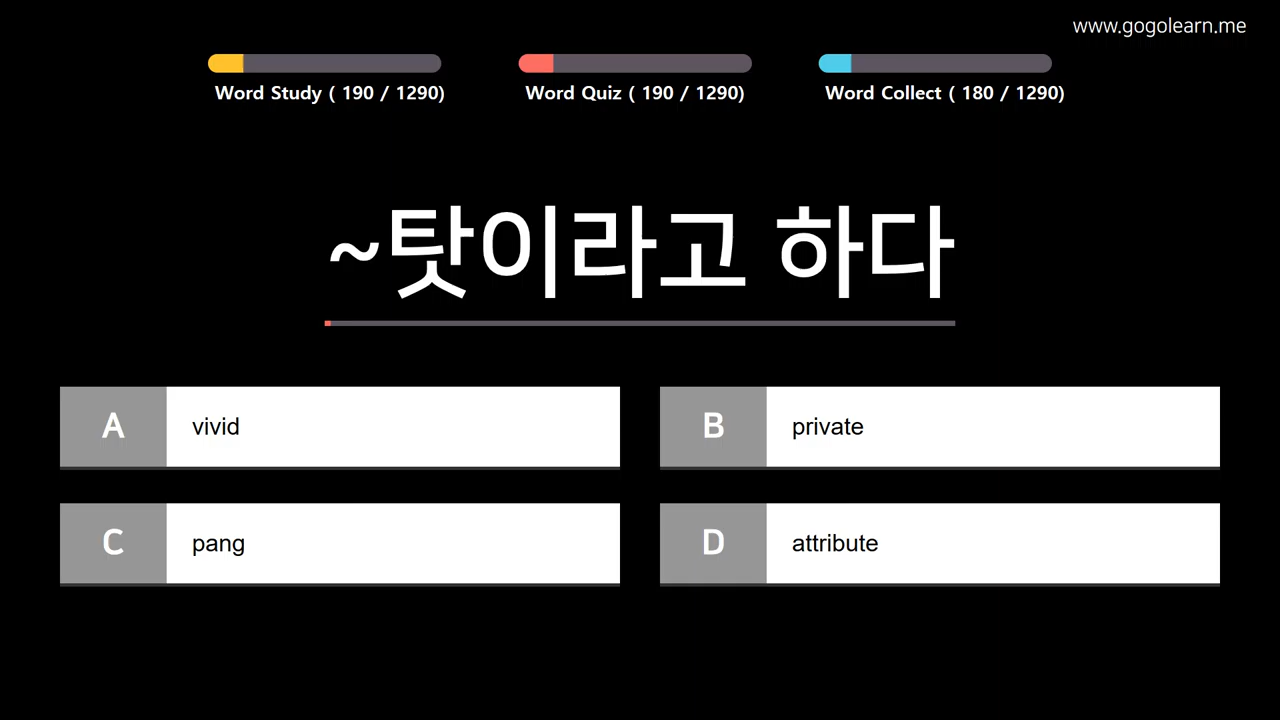 www.gogolearn.me
Word Study ( 190 / 1290)
Word Quiz ( 190 / 1290)
Word Collect ( 180 / 1290)
~탓이라고 하다
A vivid
B private
C pang
D attribute